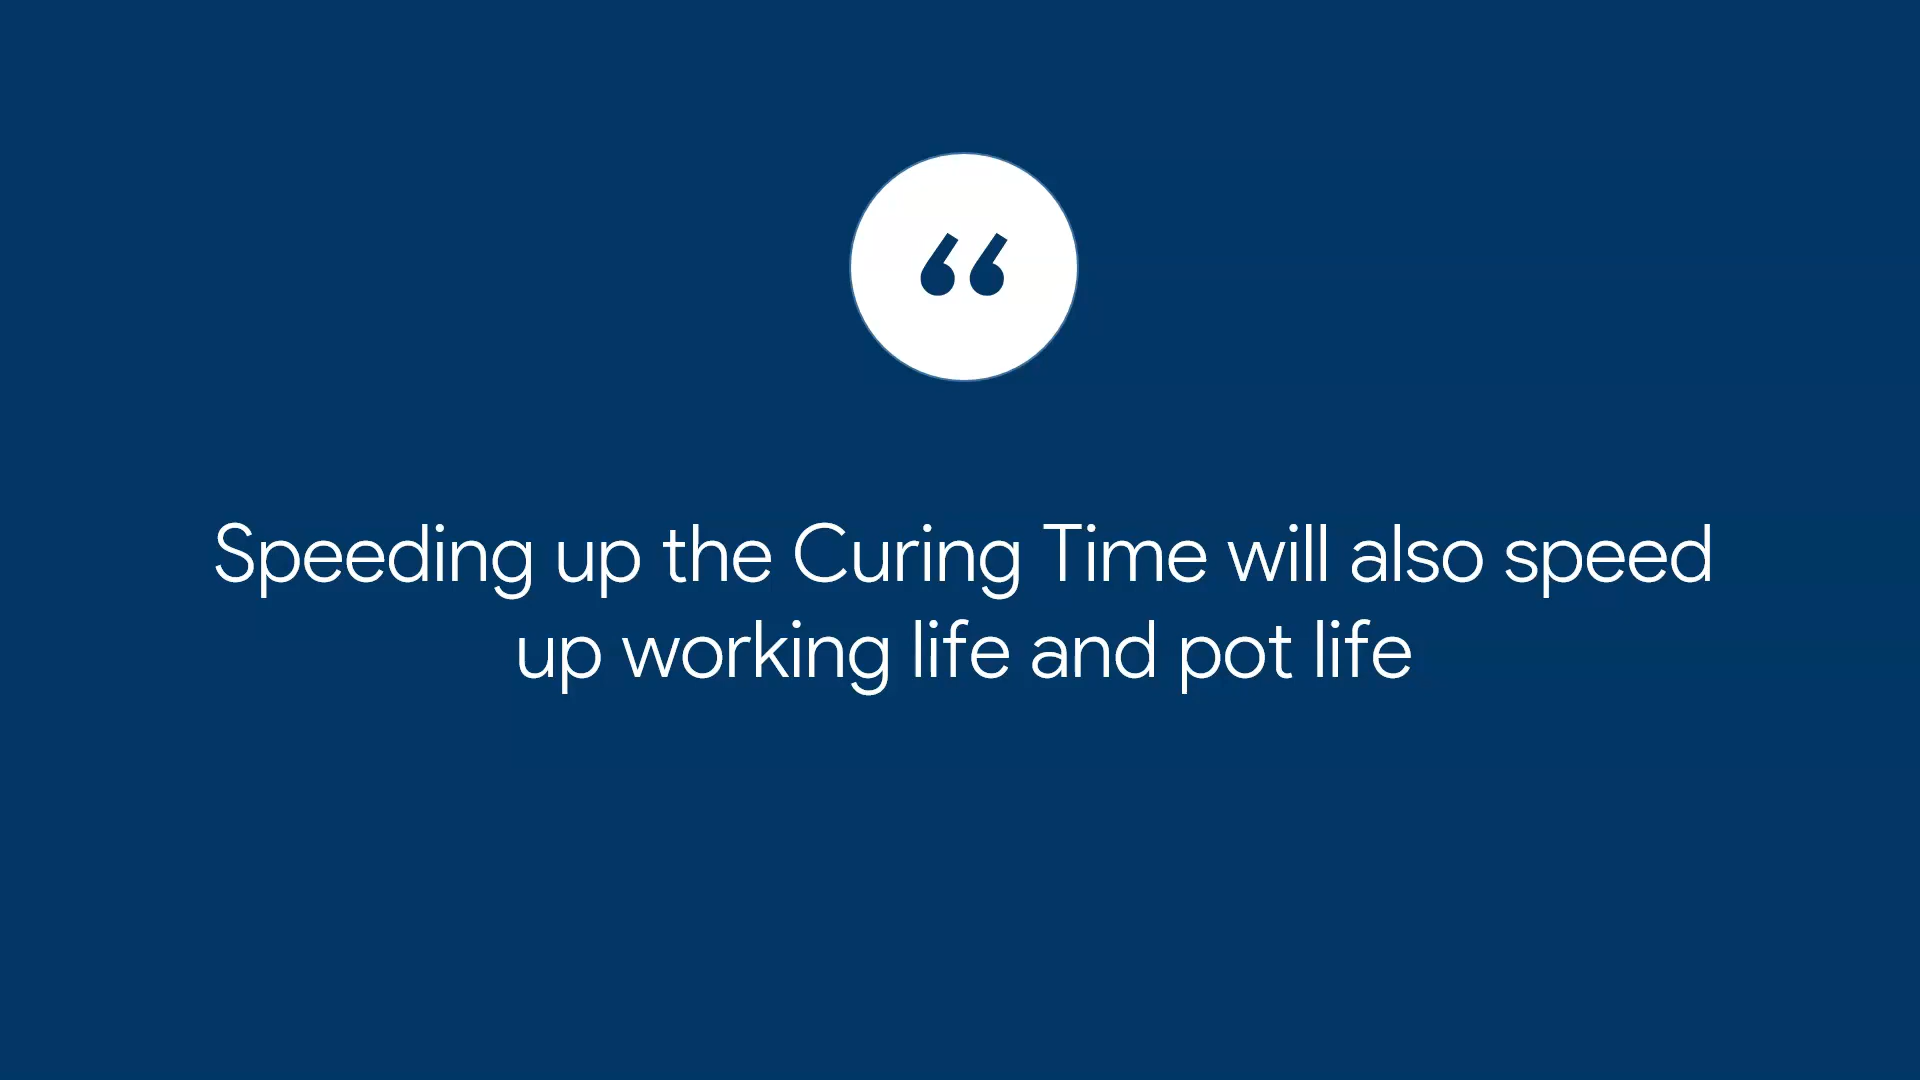 “
Speeding up the Curing Time will also speed
up working life and pot life